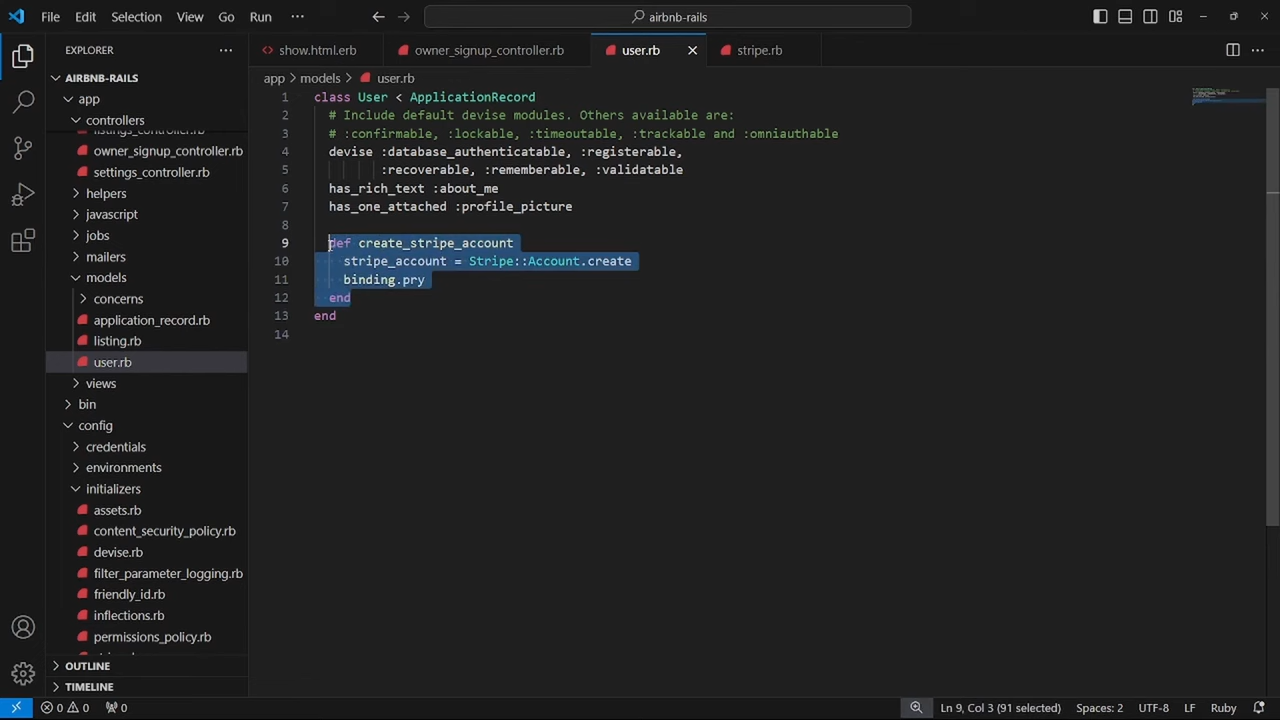 File Edit Selection View Go Run ··· airbnb-rails
EXPLORER
show.html.erb owner_signup_controller.rb user.rb stripe.rb
AIRBNB-RAILS
app
controllers
listings_controller.rb
owner_signup_controller.rb
settings_controller.rb
helpers
javascript
jobs
mailers
models
concerns
application_record.rb
listing.rb
user.rb
views
bin
config
credentials
environments
initializers
assets.rb
content_security_policy.rb
devise.rb
filter_parameter_logging.rb
friendly_id.rb
inflections.rb
permissions_policy.rb
OUTLINE
TIMELINE
app > models > user.rb
1 class User < ApplicationRecord
2 # Include default devise modules. Others available are:
3 # :confirmable, :lockable, :timeoutable, :trackable and :omniauthable
4 devise :database_authenticatable, :registerable,
5 :recoverable, :rememberable, :validatable
6 has_rich_text :about_me
7 has_one_attached :profile_picture
8
9 def create_stripe_account
10 stripe_account = Stripe::Account.create
11 binding.pry
12 end
13 end
14
0 0 0 Ln 9, Col 3 (91 selected) Spaces: 2 UTF-8 LF Ruby